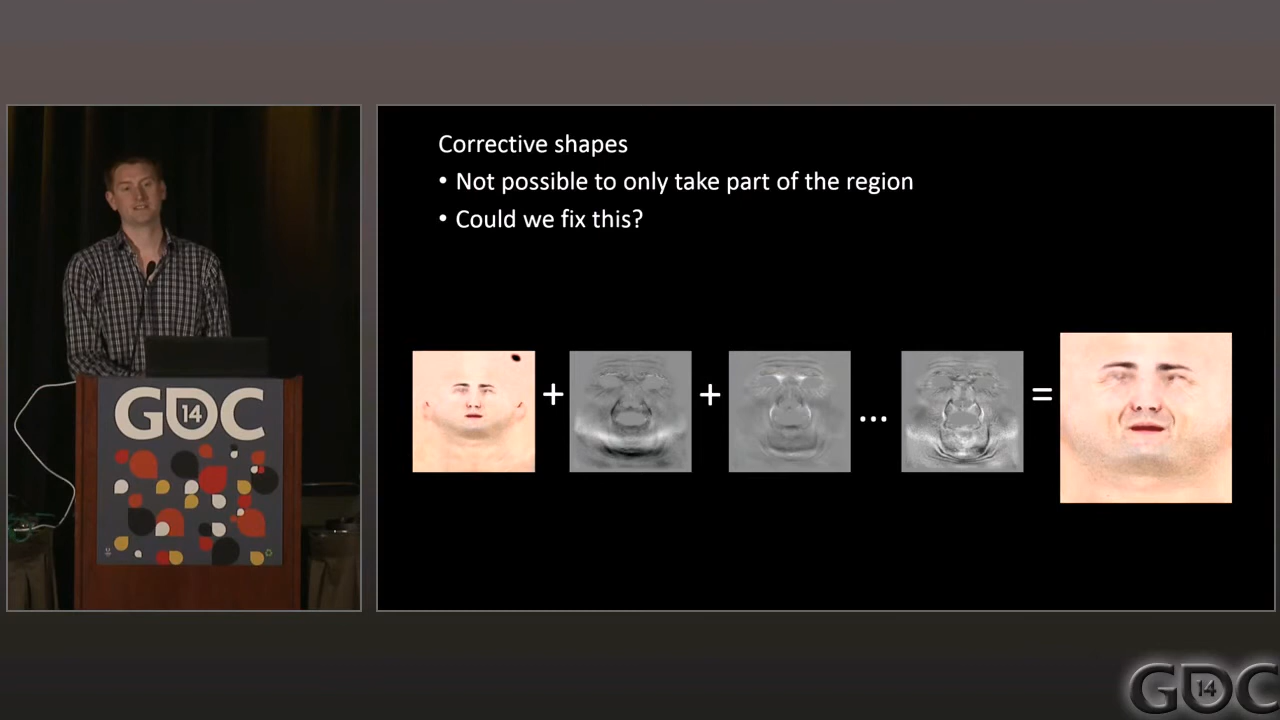 Corrective shapes
• Not possible to only take part of the region
• Could we fix this?
+ + ... =
GDC
14
GDC
14